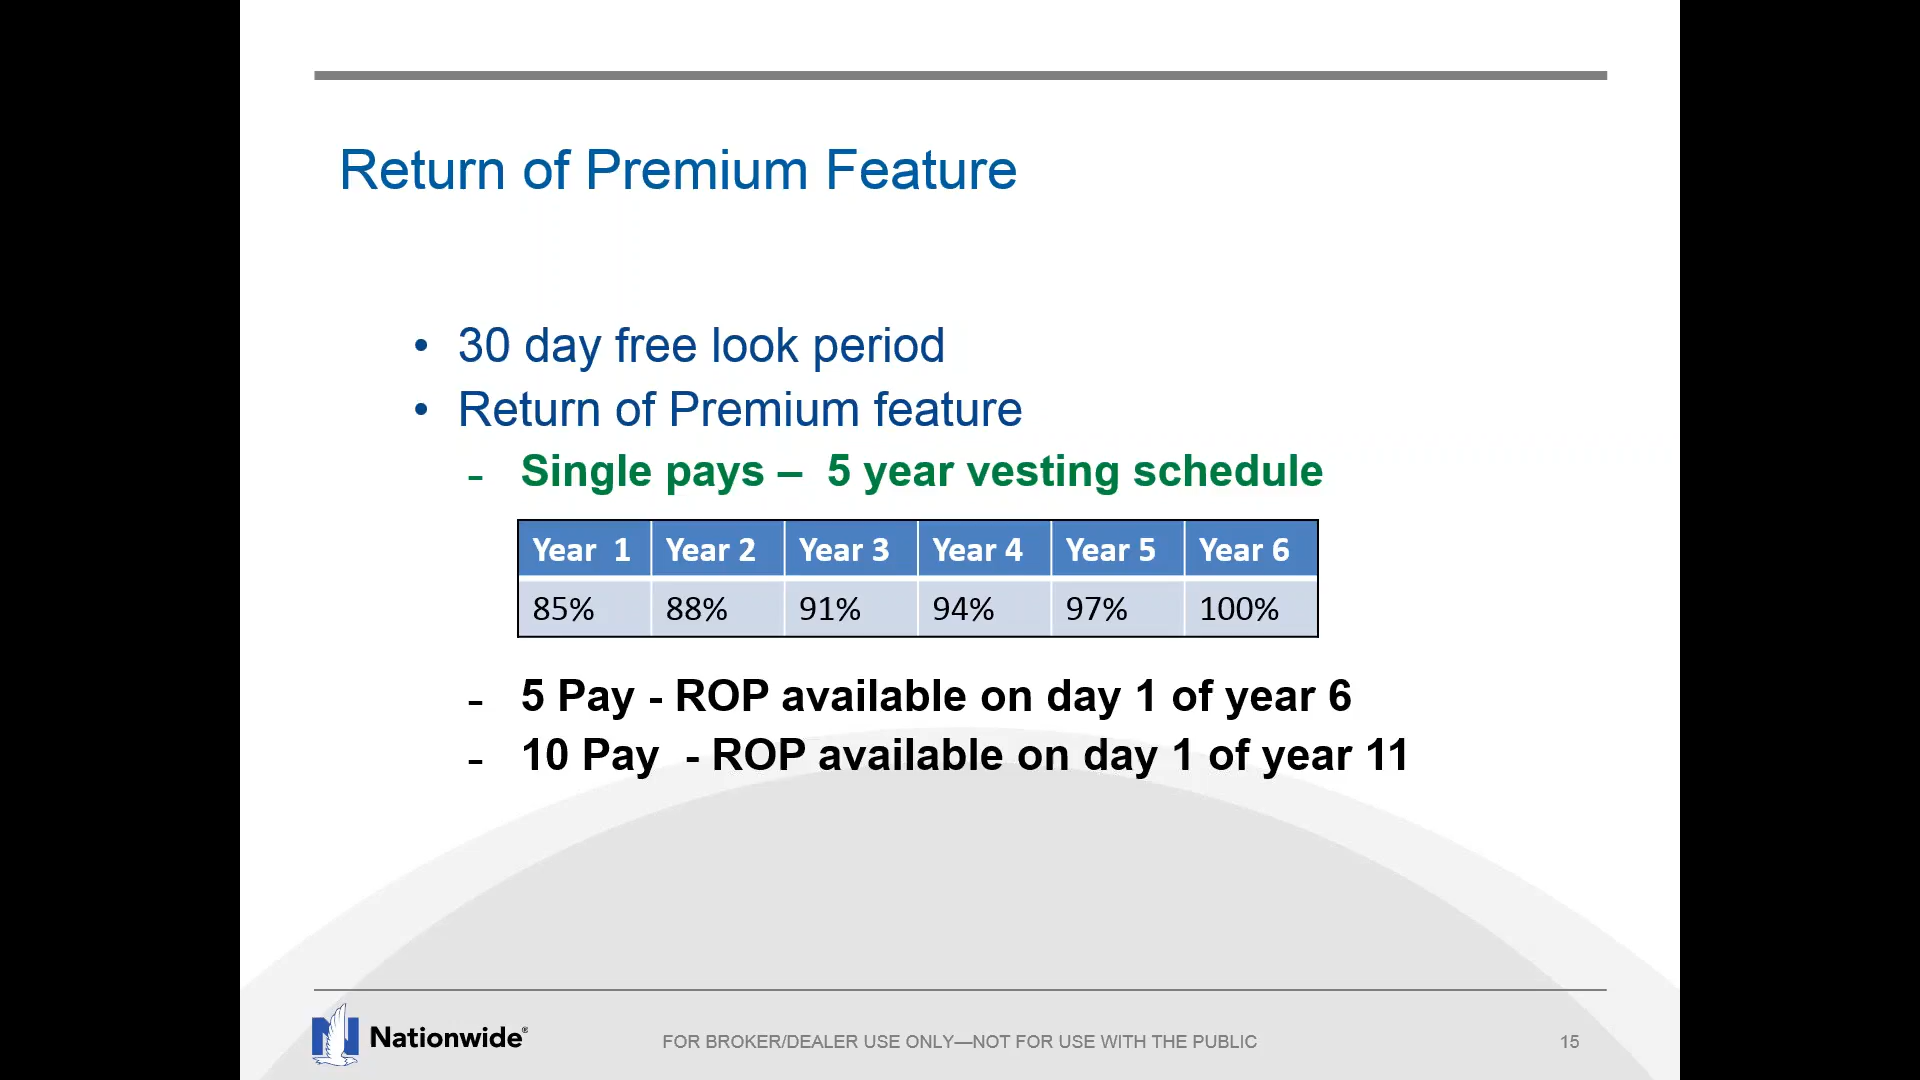 Return of Premium Feature
• 30 day free look period
• Return of Premium feature
- Single pays – 5 year vesting schedule
Year 1 Year 2 Year 3 Year 4 Year 5 Year 6
85% 88% 91% 94% 97% 100%
- 5 Pay - ROP available on day 1 of year 6
- 10 Pay - ROP available on day 1 of year 11
Nationwide® FOR BROKER/DEALER USE ONLY—NOT FOR USE WITH THE PUBLIC 15